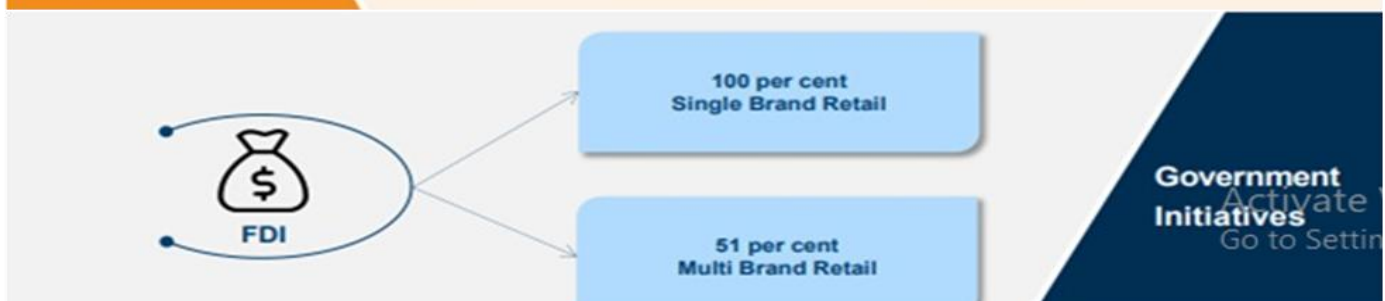 100 per cent
Single Brand Retail
$
FDI
51 per cent
Multi Brand Retail
Government
Initiatives
Activate
Go to Settin